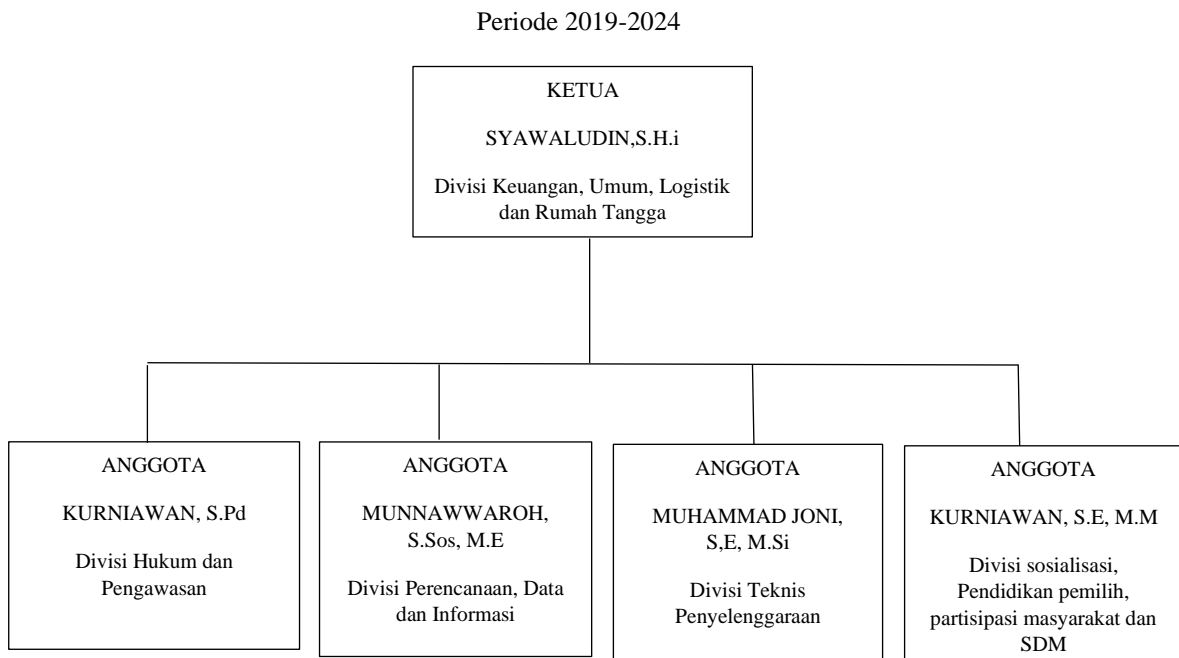 Periode 2019-2024
KETUA
SYAWALUDIN,S.H.i
Divisi Keuangan, Umum, Logistik
dan Rumah Tangga
ANGGOTA
KURNIAWAN, S.Pd
Divisi Hukum dan
Pengawasan
ANGGOTA
MUNNAWWAROH,
S.Sos, M.E
Divisi Perencanaan, Data
dan Informasi
ANGGOTA
MUHAMMAD JONI,
S,E, M.Si
Divisi Teknis
Penyelenggaraan
ANGGOTA
KURNIAWAN, S.E, M.M
Divisi sosialisasi,
Pendidikan pemilih,
partisipasi masyarakat dan
SDM